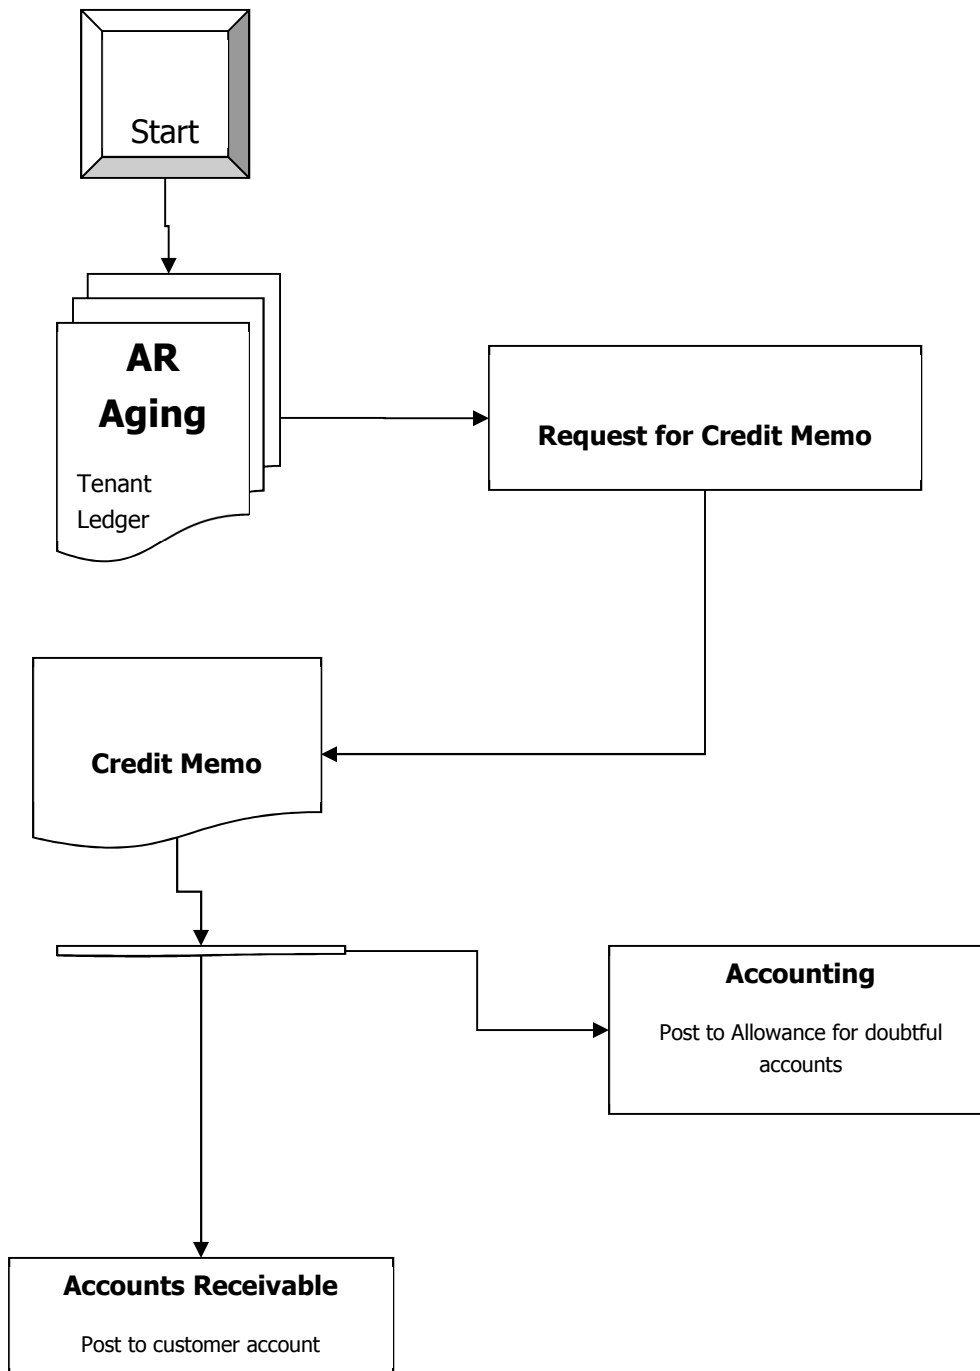 Start
AR
Aging
Tenant
Ledger
Request for Credit Memo
Credit Memo
Accounting
Post to Allowance for doubtful
accounts
Accounts Receivable
Post to customer account